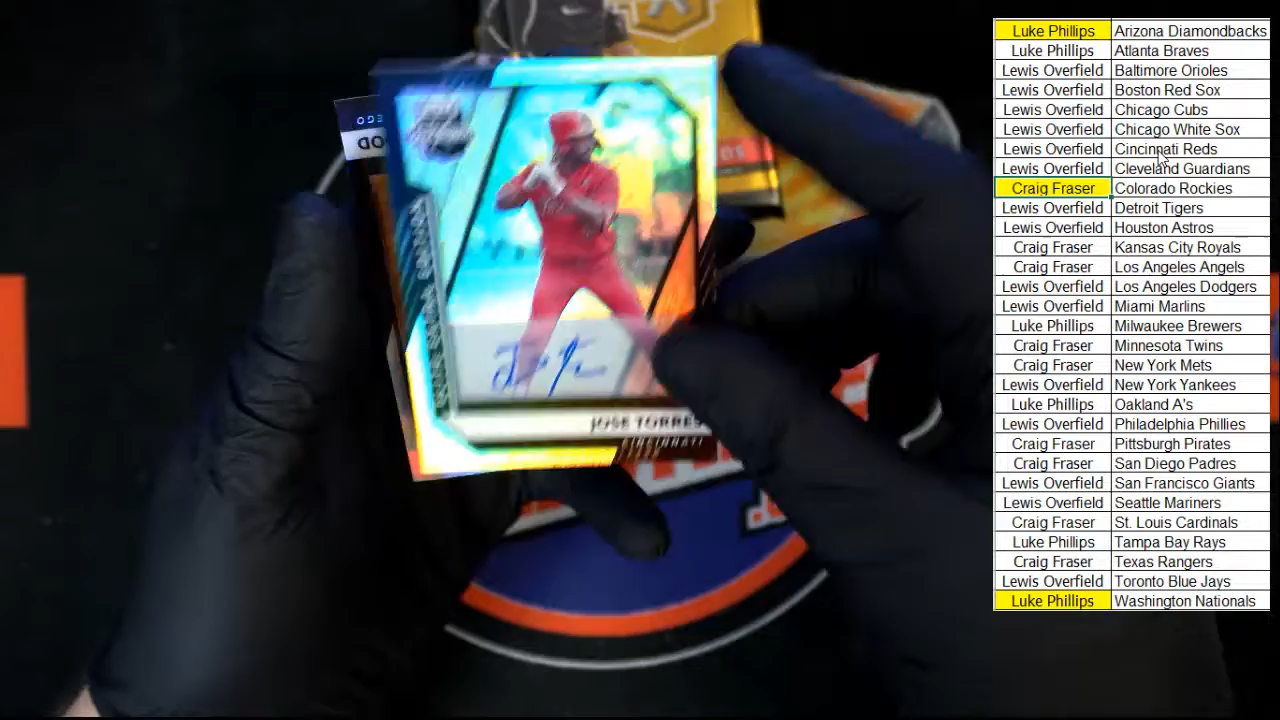 JOSE TORRES
CINCINNATI
Luke Phillips Arizona Diamondbacks
Luke Phillips Atlanta Braves
Lewis Overfield Baltimore Orioles
Lewis Overfield Boston Red Sox
Lewis Overfield Chicago Cubs
Lewis Overfield Chicago White Sox
Lewis Overfield Cincinnati Reds
Lewis Overfield Cleveland Guardians
Craig Fraser Colorado Rockies
Lewis Overfield Detroit Tigers
Lewis Overfield Houston Astros
Craig Fraser Kansas City Royals
Craig Fraser Los Angeles Angels
Lewis Overfield Los Angeles Dodgers
Lewis Overfield Miami Marlins
Luke Phillips Milwaukee Brewers
Craig Fraser Minnesota Twins
Craig Fraser New York Mets
Lewis Overfield New York Yankees
Luke Phillips Oakland A's
Lewis Overfield Philadelphia Phillies
Craig Fraser Pittsburgh Pirates
Craig Fraser San Diego Padres
Lewis Overfield San Francisco Giants
Lewis Overfield Seattle Mariners
Craig Fraser St. Louis Cardinals
Luke Phillips Tampa Bay Rays
Craig Fraser Texas Rangers
Lewis Overfield Toronto Blue Jays
Luke Phillips Washington Nationals